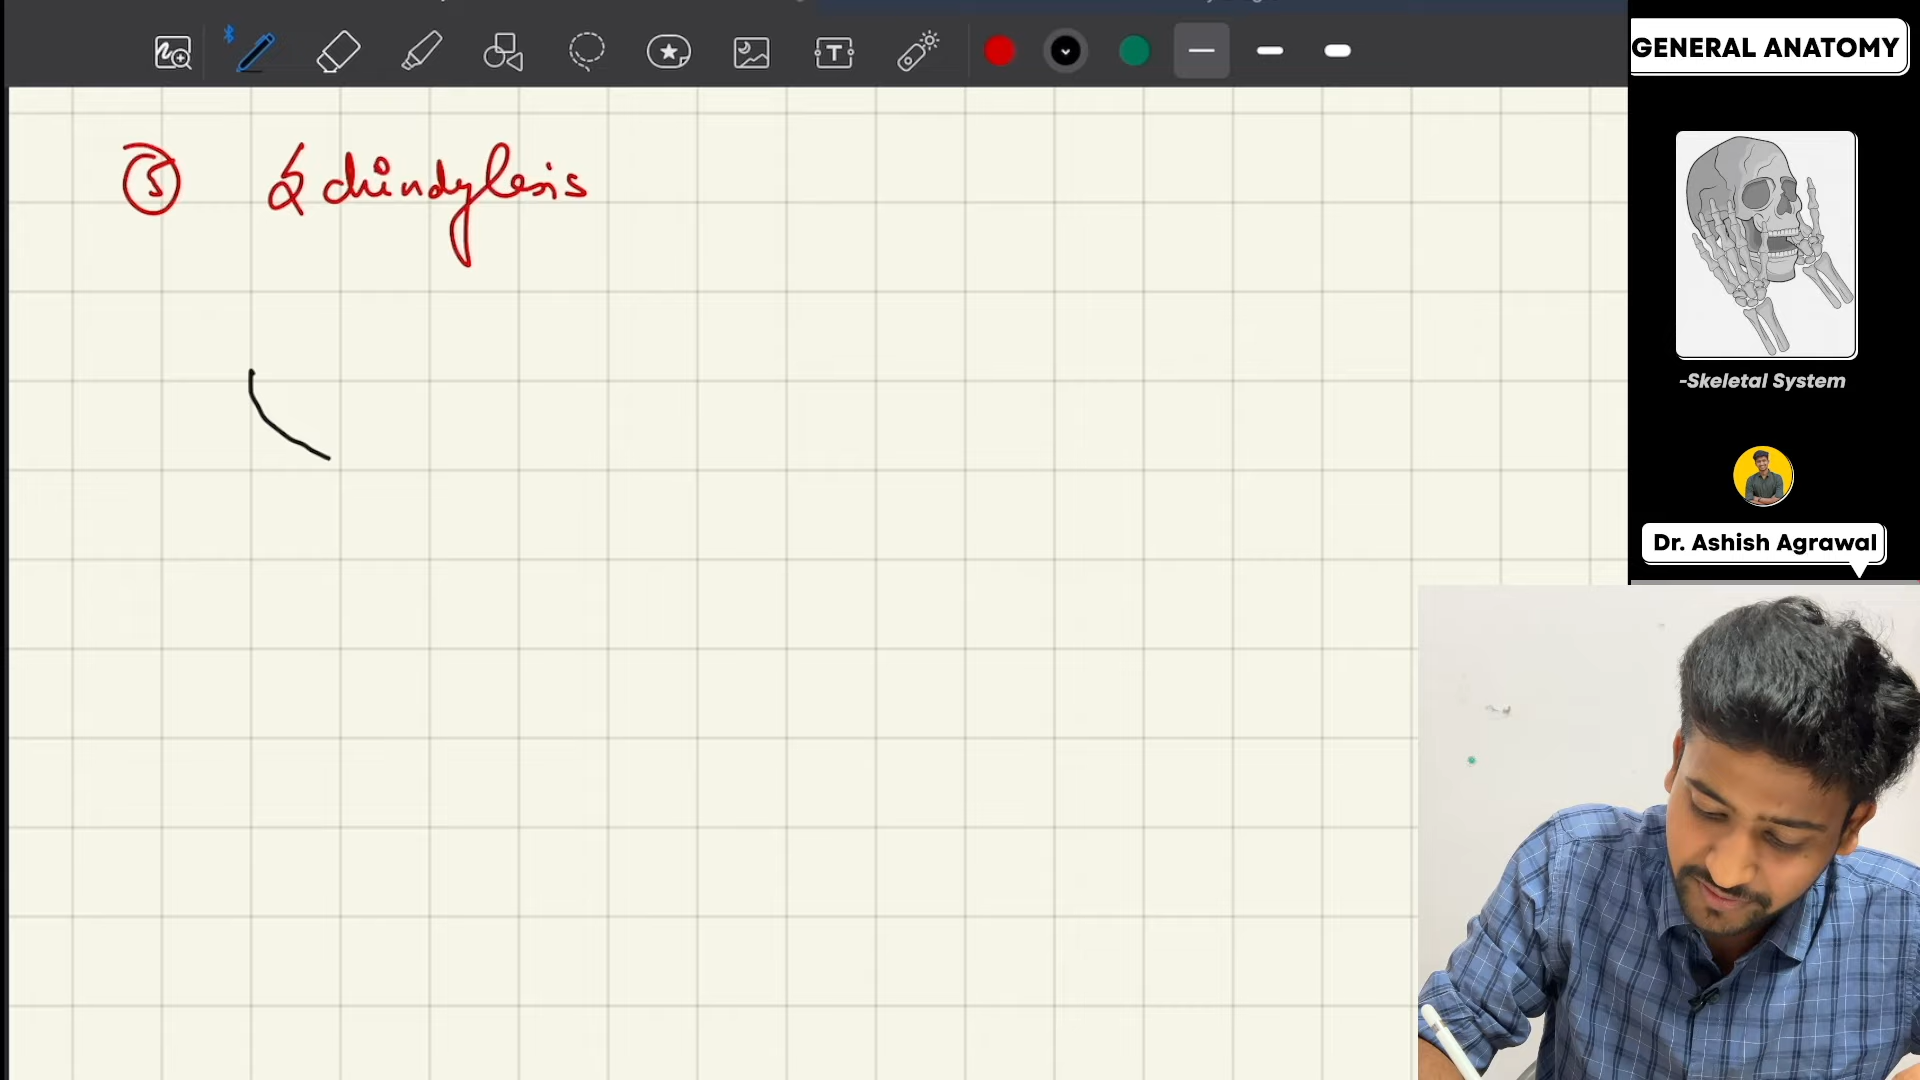 GENERAL ANATOMY
T
⑤ Schindylesis
-Skeletal System
Dr. Ashish Agrawal